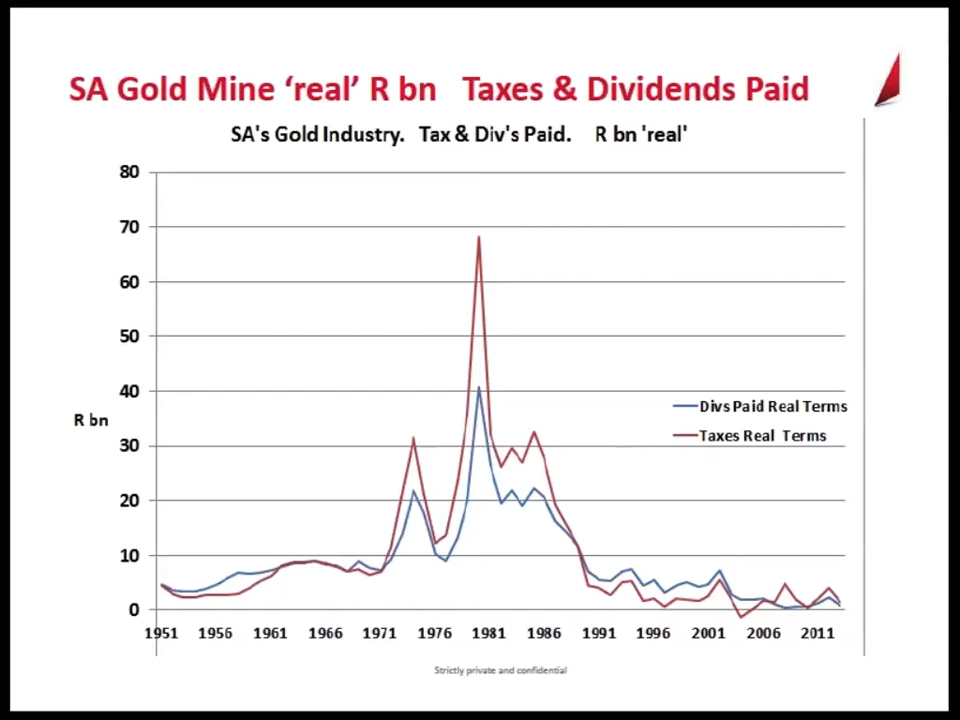 SA Gold Mine ‘real’ R bn Taxes & Dividends Paid
SA's Gold Industry. Tax & Div's Paid. R bn 'real'
80
70
60
50
40
30
20
10
0
R bn
Divs Paid Real Terms
Taxes Real Terms
1951 1956 1961 1966 1971 1976 1981 1986 1991 1996 2001 2006 2011
Strictly private and confidential